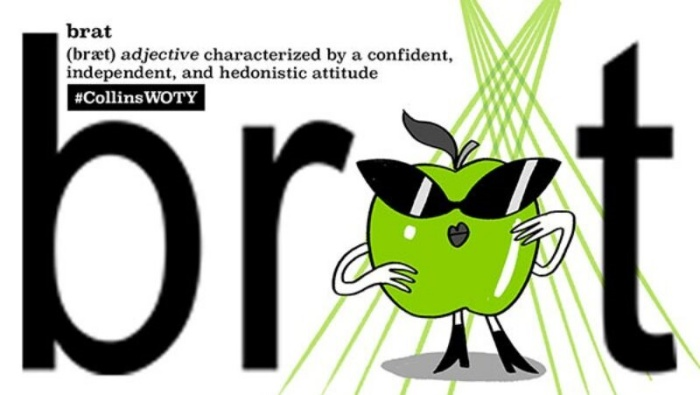 brat
(bræt) adjective characterized by a confident,
independent, and hedonistic attitude
#CollinsWOTY
br t